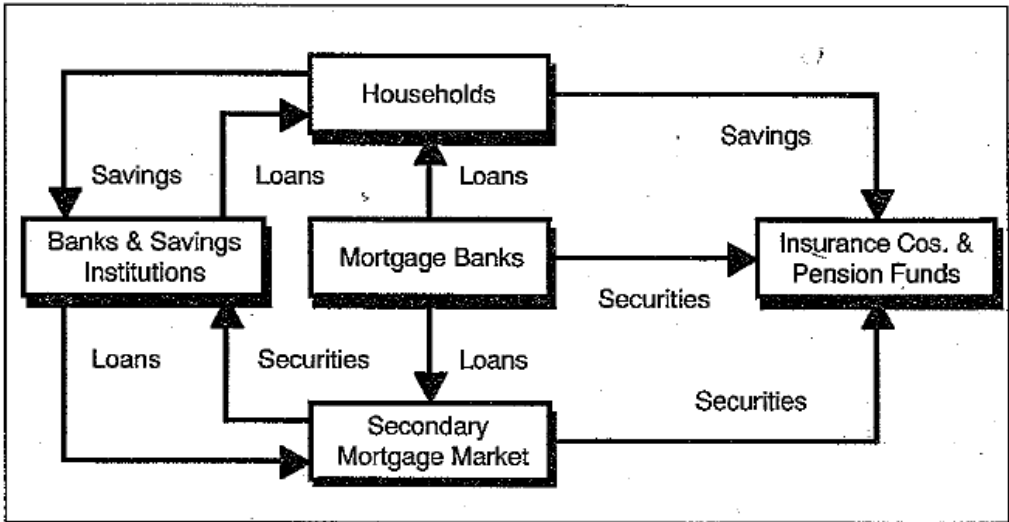 Households
Savings
Savings
Loans
Loans
Banks & Savings
Institutions
Mortgage Banks
Insurance Cos. &
Pension Funds
Securities
Loans
Securities
Loans
Securities
Secondary
Mortgage Market